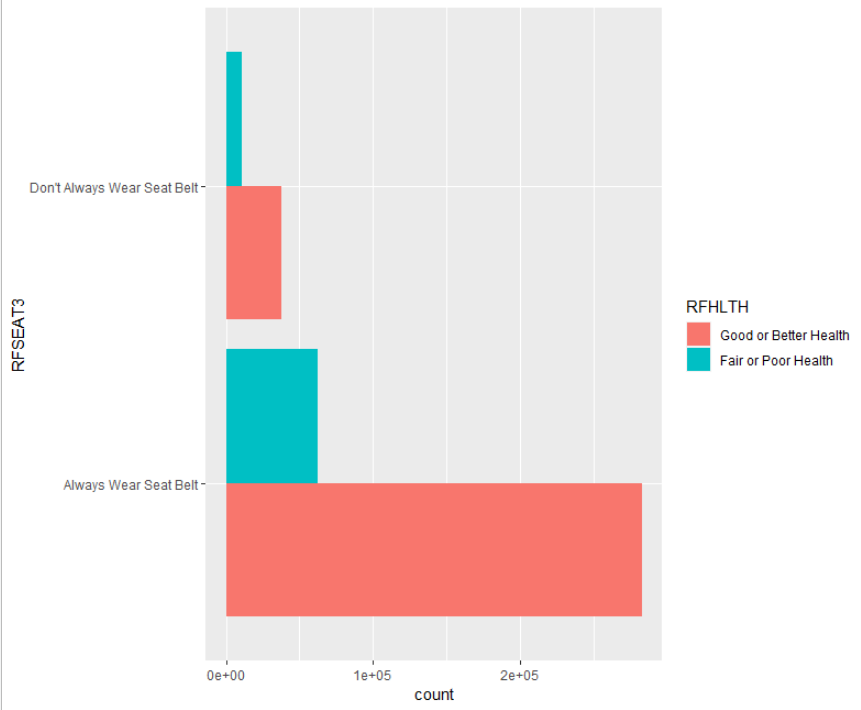 Don't Always Wear Seat Belt
Always Wear Seat Belt
RFSEAT3
0e+00 1e+05 2e+05
count
RFHLTH
Good or Better Health
Fair or Poor Health